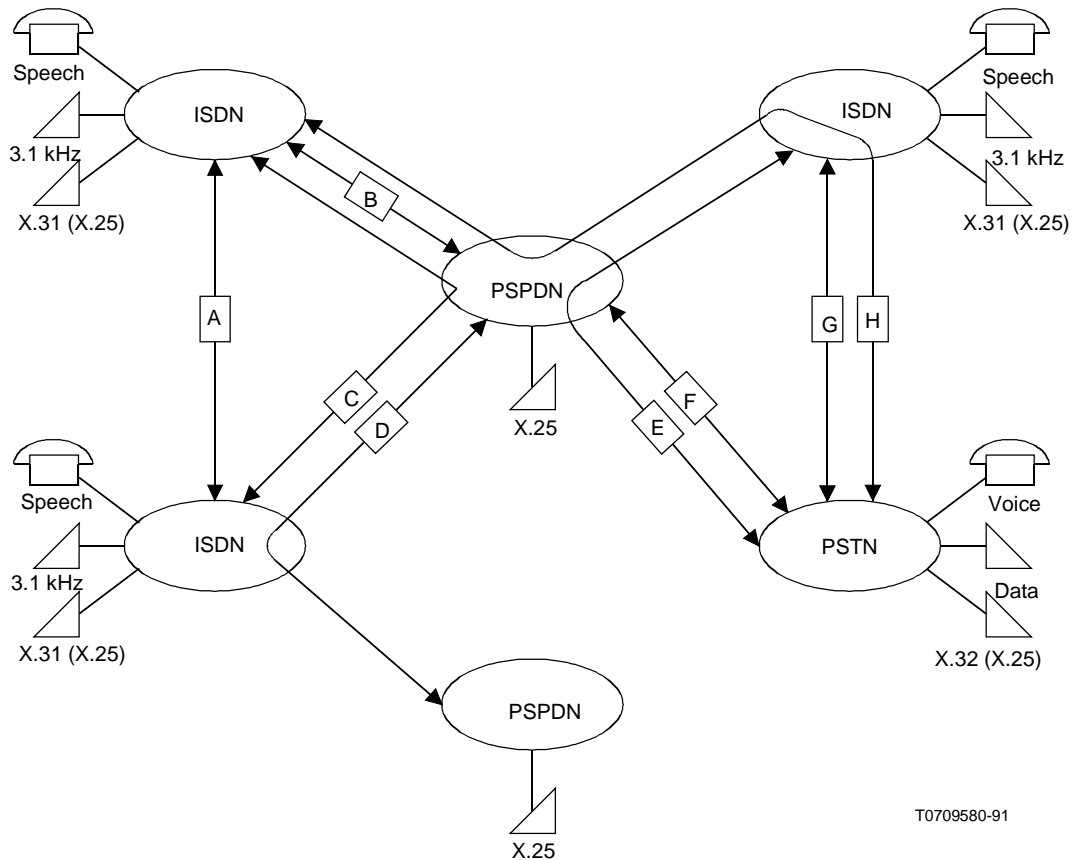 Speech
ISDN
3.1 kHz
X.31 (X.25)
Speech
ISDN
3.1 kHz
X.31 (X.25)
B
PSPDN
X.25
A
G
H
C
D
F
E
Speech
ISDN
3.1 kHz
X.31 (X.25)
Voice
PSTN
Data
X.32 (X.25)
PSPDN
X.25
T0709580-91